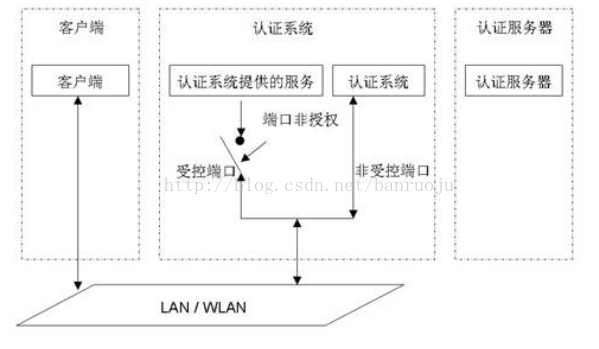 客户端
认证系统
认证服务器
客户端
认证系统提供的服务
认证系统
认证服务器
端口非授权
受控端口
非受控端口
http://blog.csdn.net/banruoju
LAN / WLAN